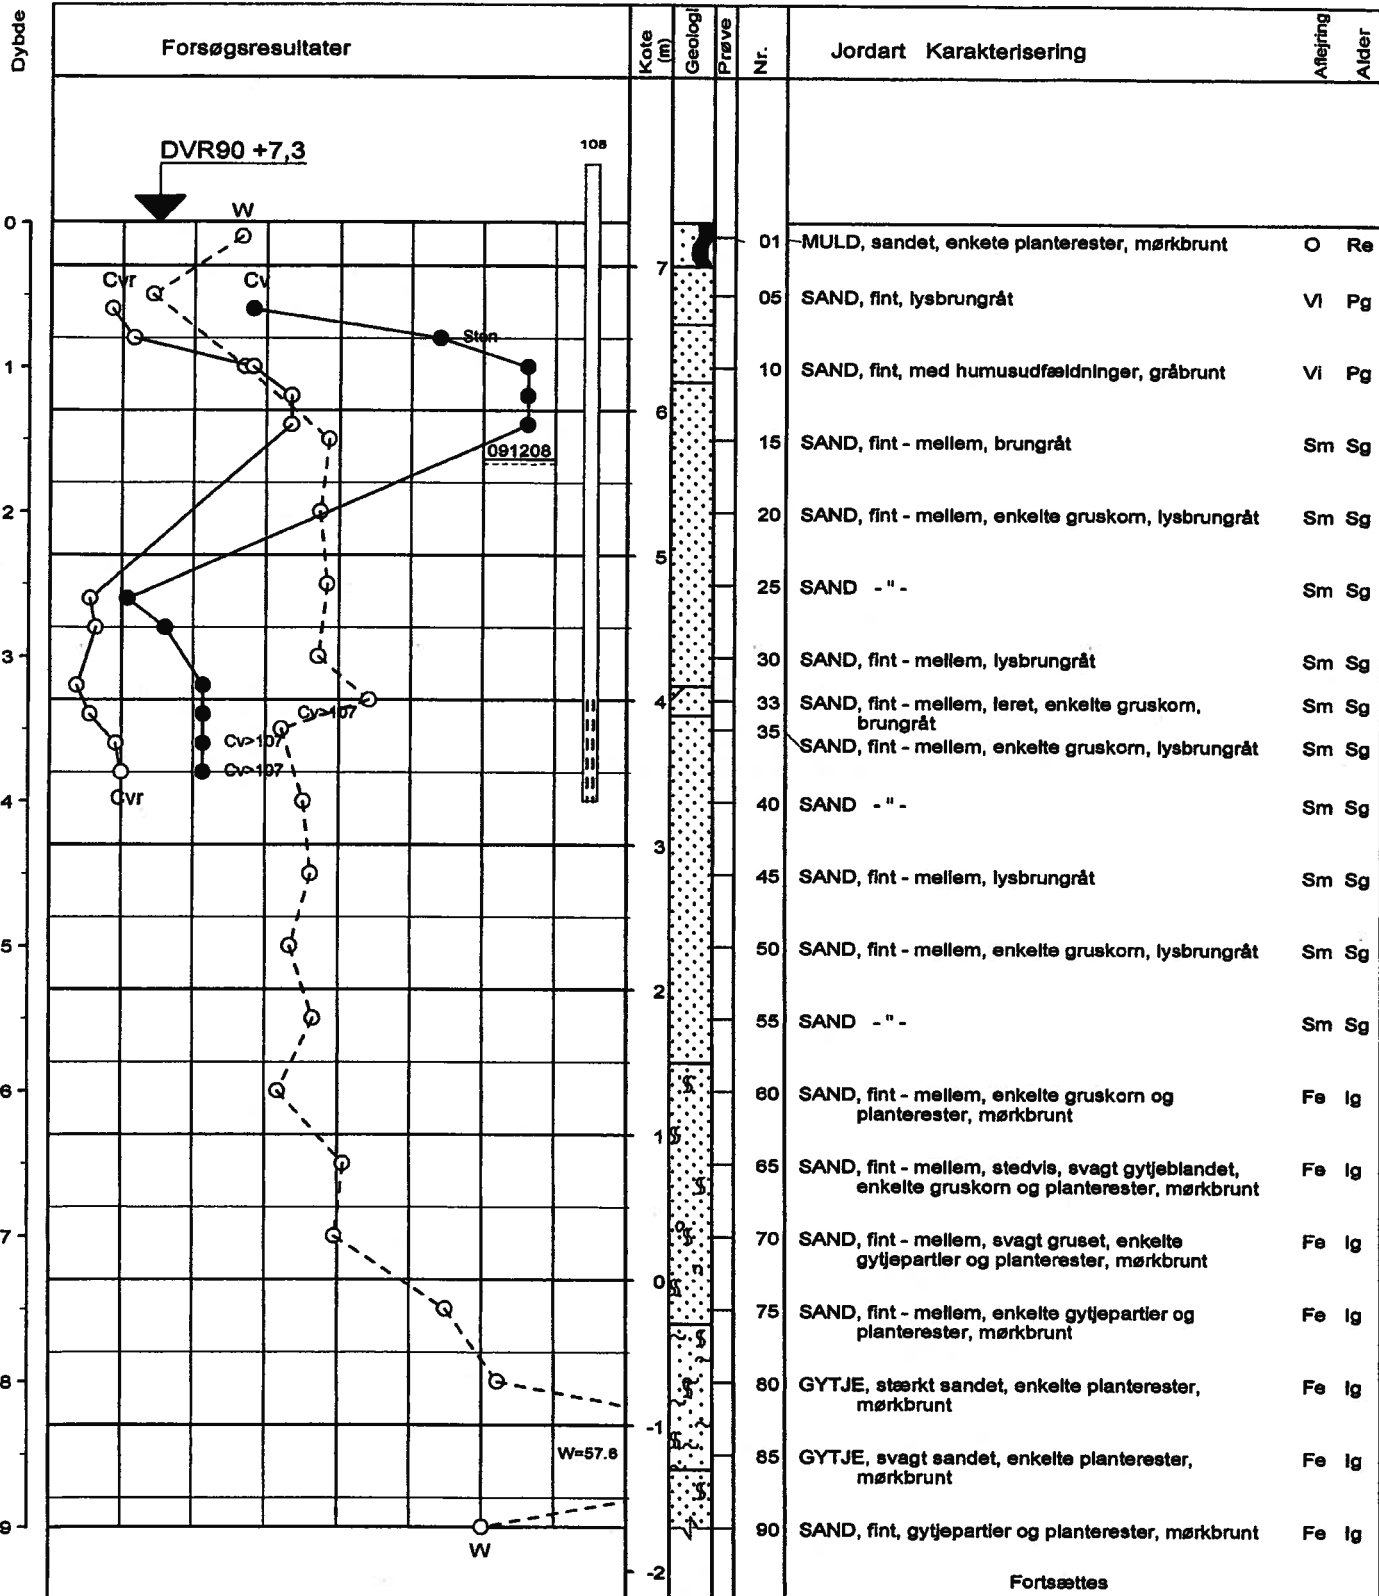 Dybde
Forsøgsresultater
Kote (m)
Geologi
Prøve
Nr.
Jordart Karakterisering
Aflejring
Alder
DVR90 +7,3
108
W
Cvr
Cv
Sten
091208
Cv>107
Cv>107
Cv>107
Cvr
W=57.6
W
0
1
2
3
4
5
6
7
8
9
7
6
5
4
3
2
1
0
-1
-2
01 MULD, sandet, enkete planterester, mørkbrunt O Re
05 SAND, fint, lysbrungråt Vi Pg
10 SAND, fint, med humusudfældninger, gråbrunt Vi Pg
15 SAND, fint - mellem, brungråt Sm Sg
20 SAND, fint - mellem, enkelte gruskorn, lysbrungråt Sm Sg
25 SAND - " - Sm Sg
30 SAND, fint - mellem, lysbrungråt Sm Sg
33 SAND, fint - mellem, leret, enkelte gruskorn, Sm Sg
brungråt
35 SAND, fint - mellem, enkelte gruskorn, lysbrungråt Sm Sg
40 SAND - " - Sm Sg
45 SAND, fint - mellem, lysbrungråt Sm Sg
50 SAND, fint - mellem, enkelte gruskorn, lysbrungråt Sm Sg
55 SAND - " - Sm Sg
60 SAND, fint - mellem, enkelte gruskorn og Fe Ig
planterester, mørkbrunt
65 SAND, fint - mellem, stedvis, svagt gytjeblandet, Fe Ig
enkelte gruskorn og planterester, mørkbrunt
70 SAND, fint - mellem, svagt gruset, enkelte Fe Ig
gytjepartier og planterester, mørkbrunt
75 SAND, fint - mellem, enkelte gytjepartier og Fe Ig
planterester, mørkbrunt
80 GYTJE, stærkt sandet, enkelte planterester, Fe Ig
mørkbrunt
85 GYTJE, svagt sandet, enkelte planterester, Fe Ig
mørkbrunt
90 SAND, fint, gytjepartier og planterester, mørkbrunt Fe Ig
Fortsættes